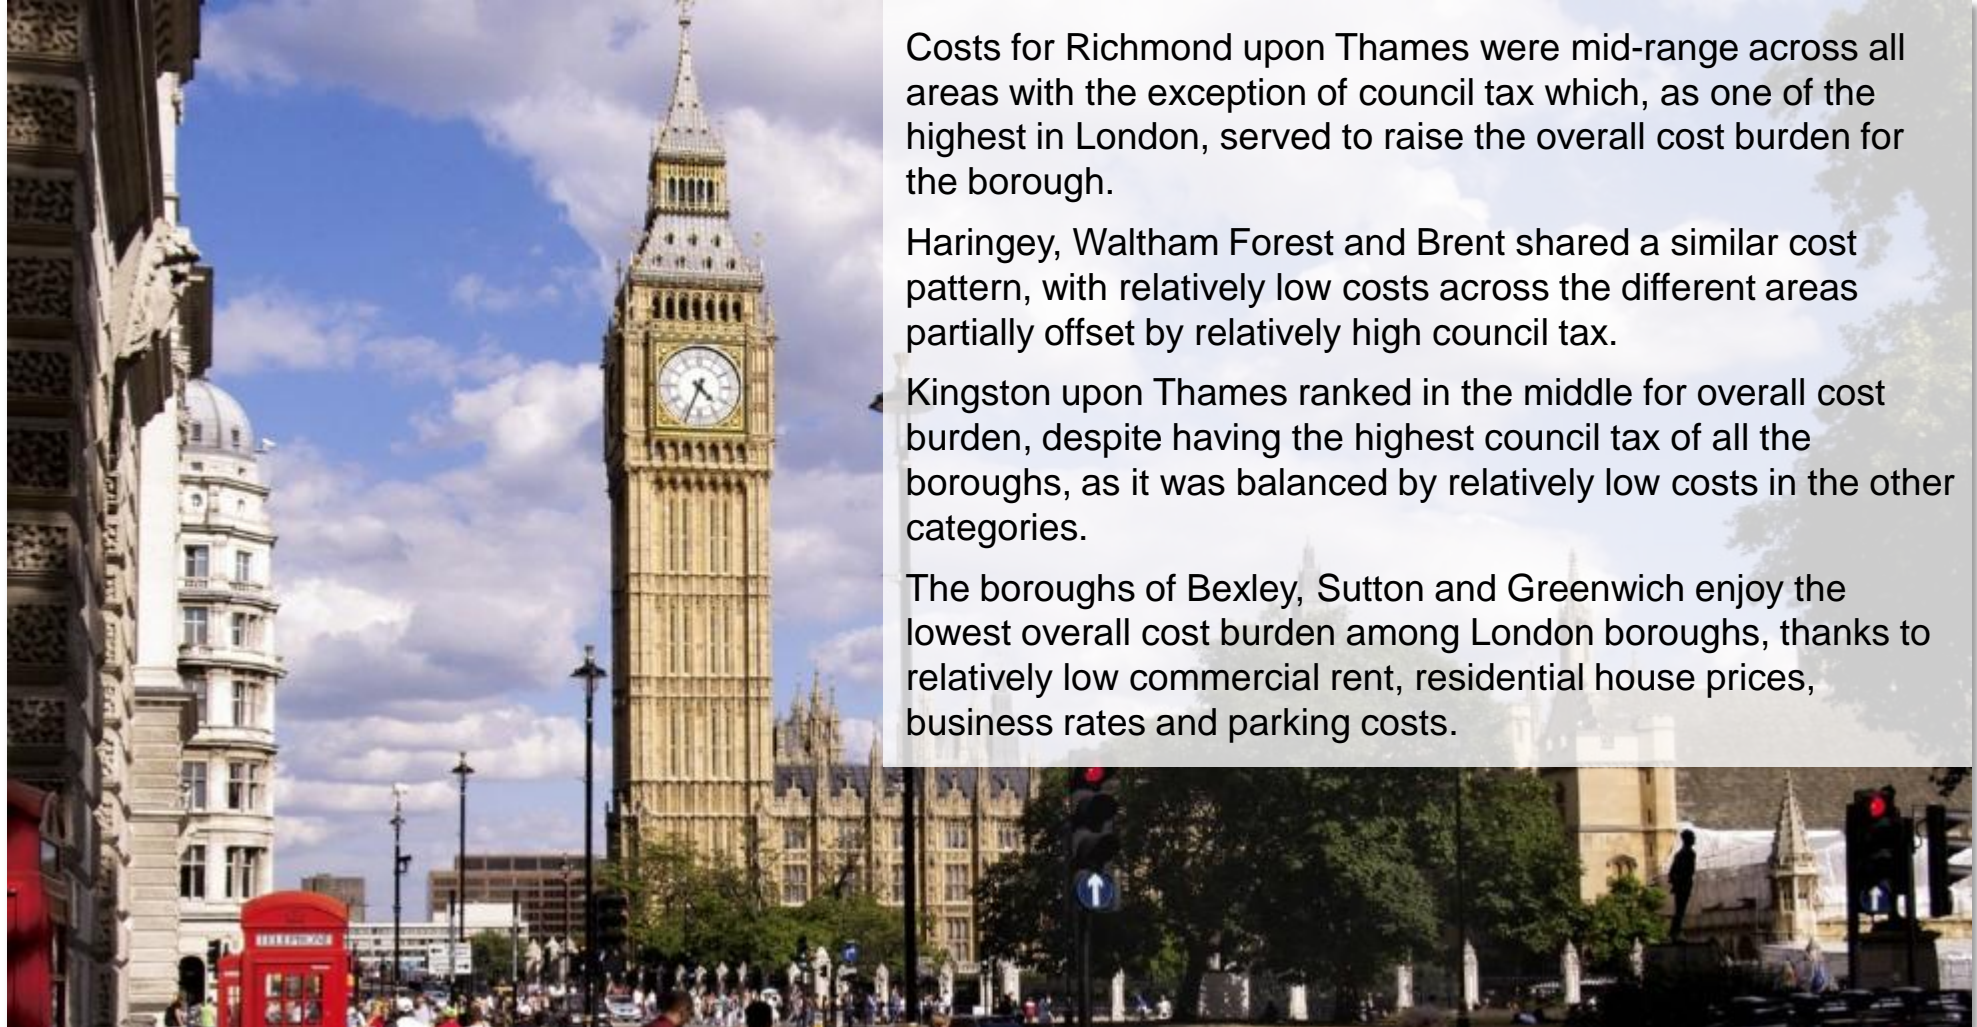 Costs for Richmond upon Thames were mid-range across all
areas with the exception of council tax which, as one of the
highest in London, served to raise the overall cost burden for
the borough.
Haringey, Waltham Forest and Brent shared a similar cost
pattern, with relatively low costs across the different areas
partially offset by relatively high council tax.
Kingston upon Thames ranked in the middle for overall cost
burden, despite having the highest council tax of all the
boroughs, as it was balanced by relatively low costs in the other
categories.
The boroughs of Bexley, Sutton and Greenwich enjoy the
lowest overall cost burden among London boroughs, thanks to
relatively low commercial rent, residential house prices,
business rates and parking costs.
TELEPHONE